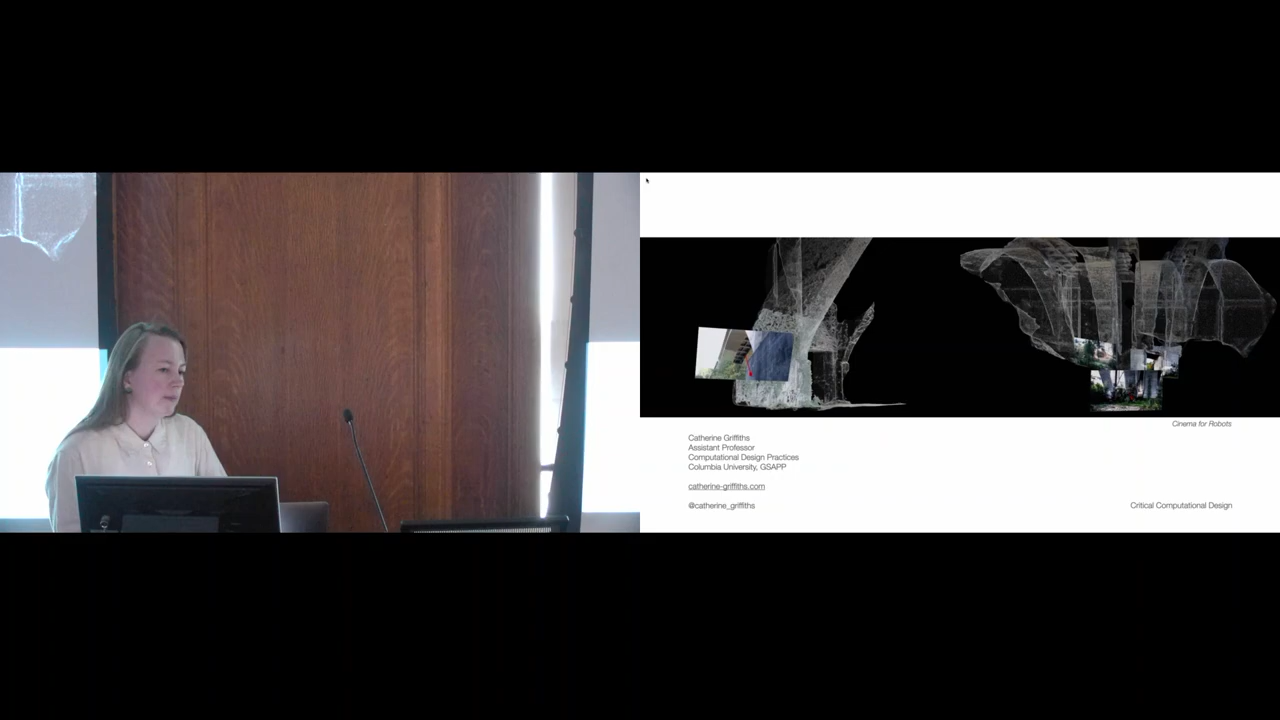 Cinema for Robots
Catherine Griffiths
Assistant Professor
Computational Design Practices
Columbia University, GSAPP
catherine-griffiths.com
@catherine_griffiths
Critical Computational Design